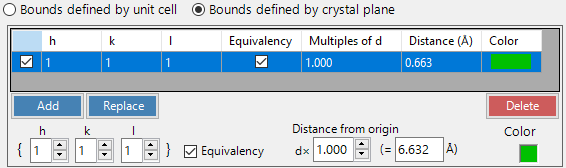 Bounds defined by unit cell Bounds defined by crystal plane
h k l Equivalency Multiples of d Distance (Å) Color
1 1 1 1.000 0.663
Add Replace Delete
h k l Distance from origin Color
{ 1 1 1 } Equivalency d× 1.000 (= 6.632 Å)